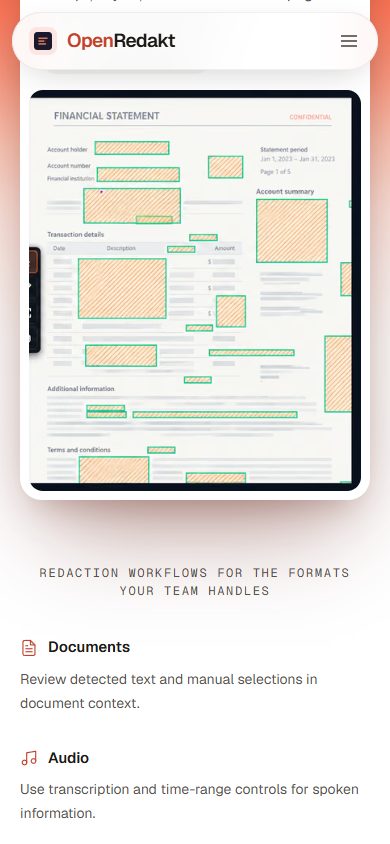 OpenRedakt
FINANCIAL STATEMENT
CONFIDENTIAL
Account holder
Account number
Financial institution
Statement period
Jan 1, 2023 – Jan 31, 2023
Page 1 of 5
Account summary
Transaction details
Date Description Amount
$
$
Additional information
Terms and conditions
REDACTION WORKFLOWS FOR THE FORMATS
YOUR TEAM HANDLES
Documents
Review detected text and manual selections in
document context.
Audio
Use transcription and time-range controls for spoken
information.